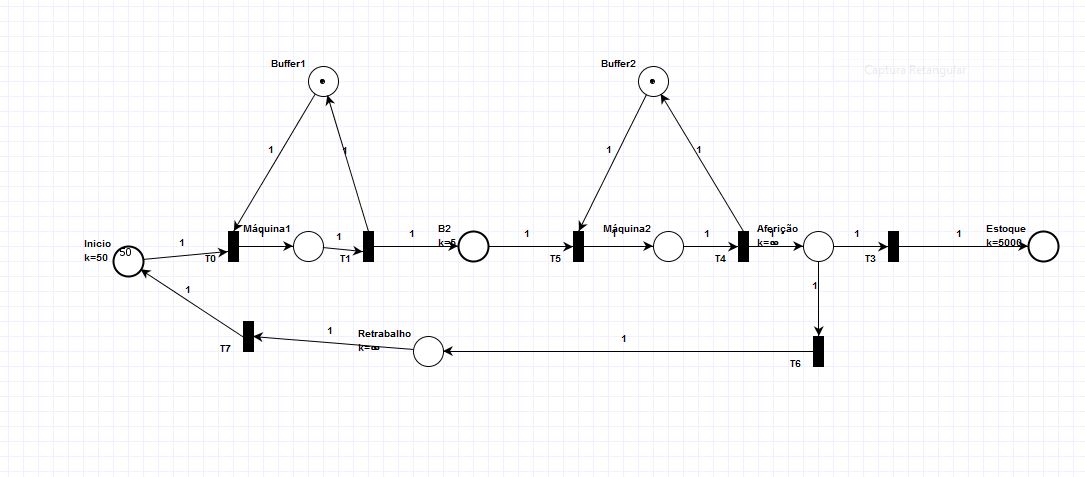 Captura Retangular
Buffer1
Buffer2
1
1
1
1
Inicio
k=50
50
1
T0
Máquina1
1
1
T1
1
B2
k=5
1
T5
Máquina2
1
1
T4
Aferição
k=∞
1
1
T3
1
Estoque
k=5000
1
T7
1
Retrabalho
k=∞
1
1
T6